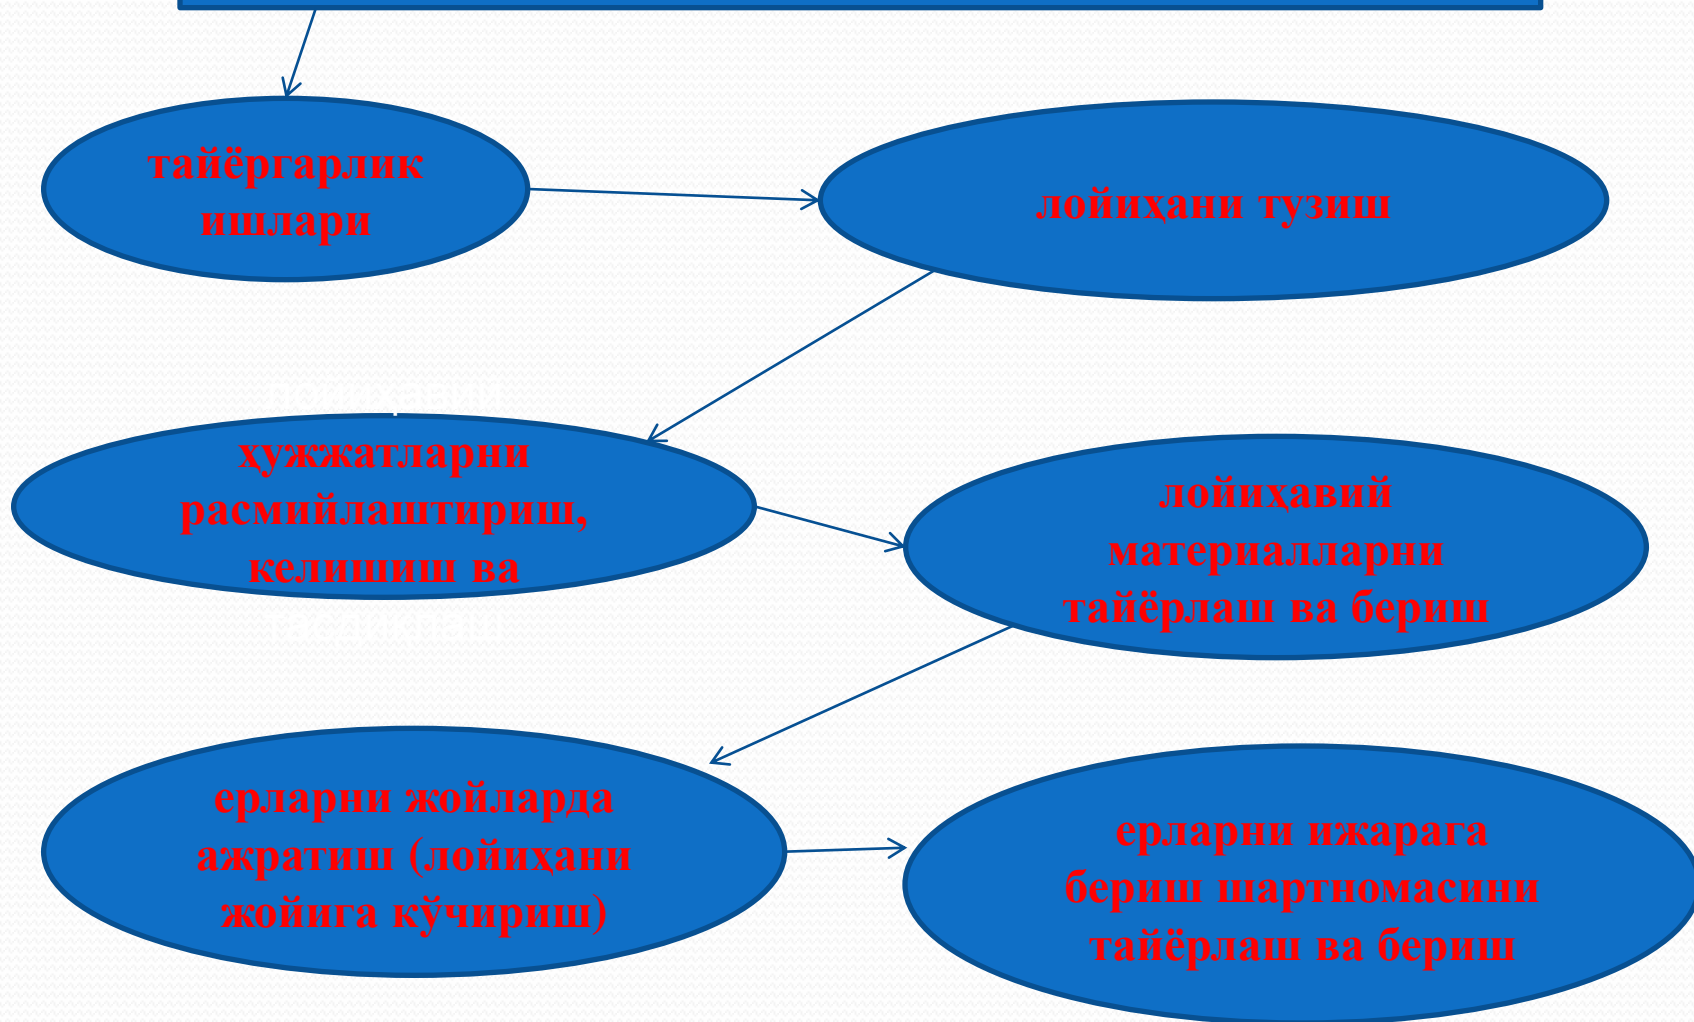 тайёргарлик
ишлари
лойиҳани тузиш
ҳужжатларни
расмийлаштириш,
келишиш ва
лойиҳавий
материалларни
тайёрлаш ва бериш
ерларни жойларда
ажратиш (лойиҳани
жойига кўчириш)
ерларни ижарага
бериш шартномасини
тайёрлаш ва бериш